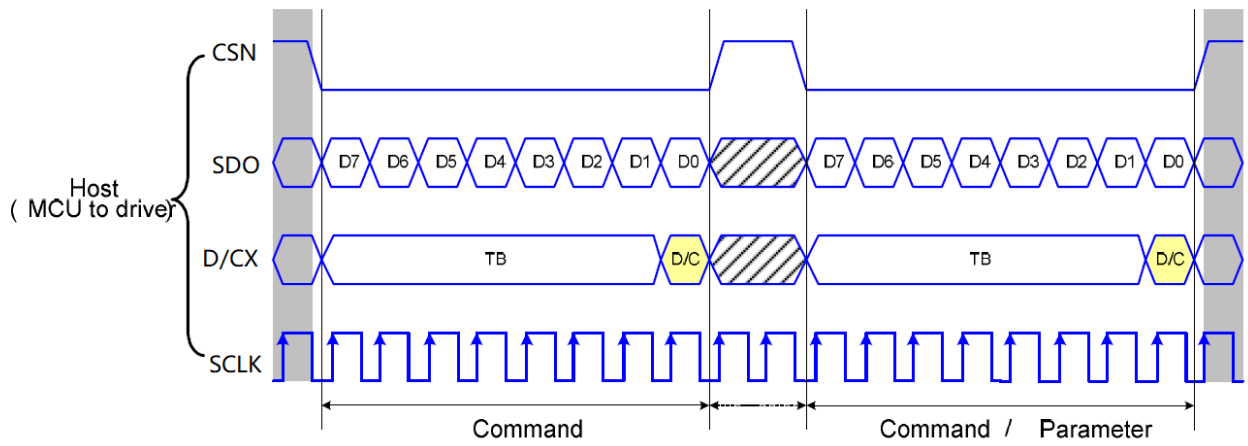 CSN
SDO D7 D6 D5 D4 D3 D2 D1 D0 D7 D6 D5 D4 D3 D2 D1 D0
Host
( MCU to driver)
D/CX TB D/C TB D/C
SCLK
Command Command / Parameter